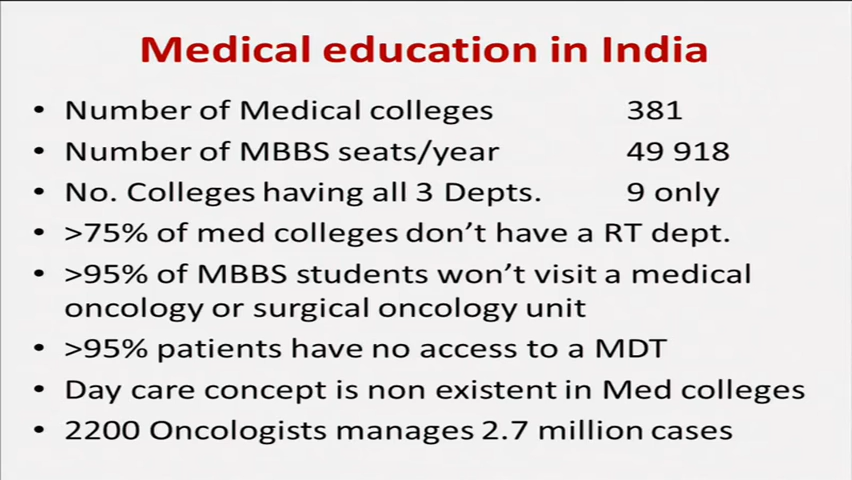 Medical education in India
• Number of Medical colleges 381
• Number of MBBS seats/year 49 918
• No. Colleges having all 3 Depts. 9 only
• >75% of med colleges don’t have a RT dept.
• >95% of MBBS students won’t visit a medical
oncology or surgical oncology unit
• >95% patients have no access to a MDT
• Day care concept is non existent in Med colleges
• 2200 Oncologists manages 2.7 million cases